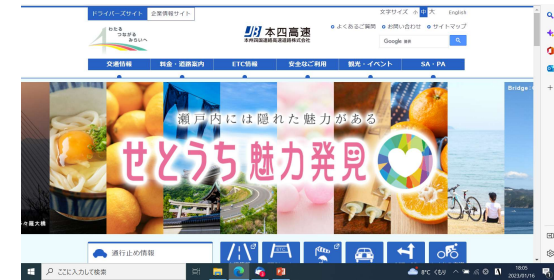 ドライバーズサイト 企業情報サイト
文字サイズ 小 中 大 English
わたる
つながる
みらいへ
JB 本四高速
本州四国連絡高速道路株式会社
よくあるご質問 お問い合わせ サイトマップ
Google
交通情報 料金・道路案内 ETC情報 安全なご利用 観光・イベント SA・PA
Bridge
瀬戸内には隠れた魅力がある
せとうち 魅力発見
通行止め情報
ここに入力して検索
8°C くもり
18:05
2023/01/16